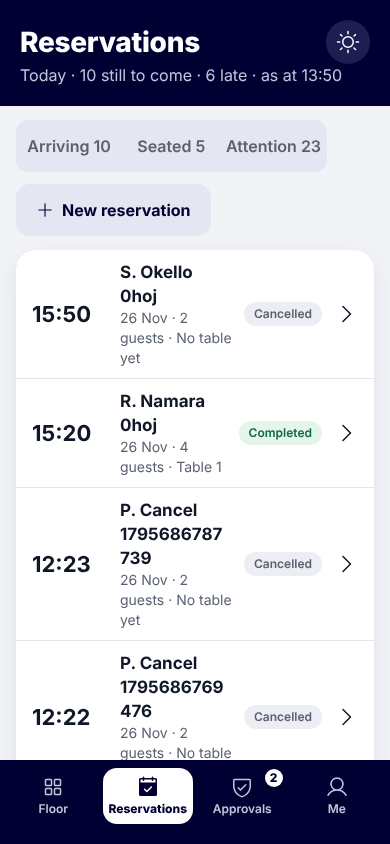 Reservations
Today · 10 still to come · 6 late · as at 13:50
Arriving 10 Seated 5 Attention 23
+ New reservation
S. Okello
0hoj
15:50
26 Nov · 2
guests · No table
yet
Cancelled
R. Namara
0hoj
15:20
26 Nov · 4
guests · Table 1
Completed
P. Cancel
1795686787
739
12:23
26 Nov · 2
guests · No table
yet
Cancelled
P. Cancel
1795686769
476
12:22
26 Nov · 2
guests · No table
Cancelled
2
Floor Reservations Approvals Me